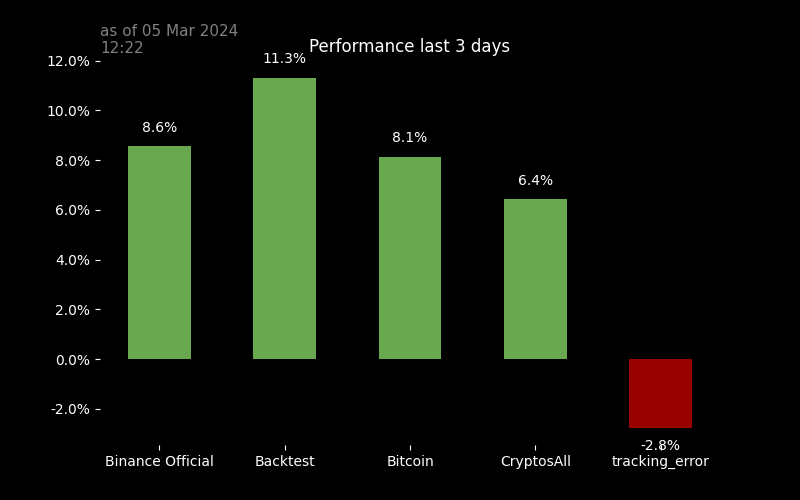 as of 05 Mar 2024
12:22
Performance last 3 days
12.0%
10.0%
8.0%
6.0%
4.0%
2.0%
0.0%
-2.0%
8.6%
11.3%
8.1%
6.4%
-2.8%
Binance Official
Backtest
Bitcoin
CryptosAll
tracking_error